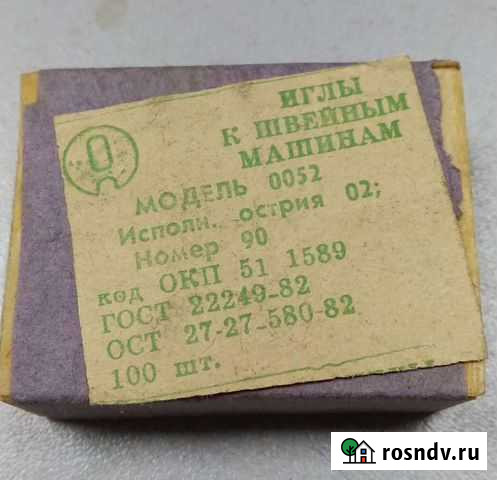 ИГЛЫ
К ШВЕЙНЫМ
МАШИНАМ
МОДЕЛЬ 0052
Исполн. острия 02;
Номер 90
код ОКП 51 1589
ГОСТ 22249-82
ОСТ 27-27-580-82
100 шт.
rosndv.ru